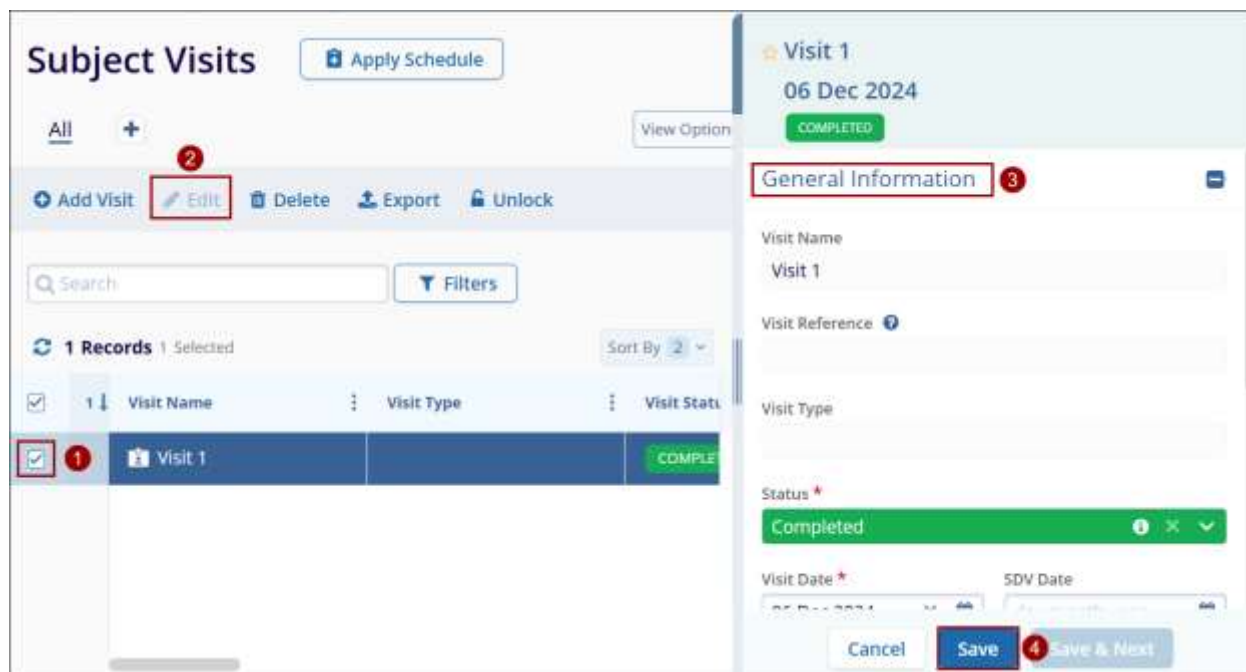 Subject Visits
Apply Schedule
All
View Option
2
Add Visit Edit Delete Export Unlock
Search
Filters
1 Records 1 Selected
Sort By 2
1 Visit Name Visit Type Visit Statu
1 Visit 1 COMPLE
Visit 1
06 Dec 2024
COMPLETED
General Information 3
Visit Name
Visit 1
Visit Reference
Visit Type
Status *
Completed
Visit Date * SDV Date
06 Dec 2024
Cancel Save 4 Save & Next